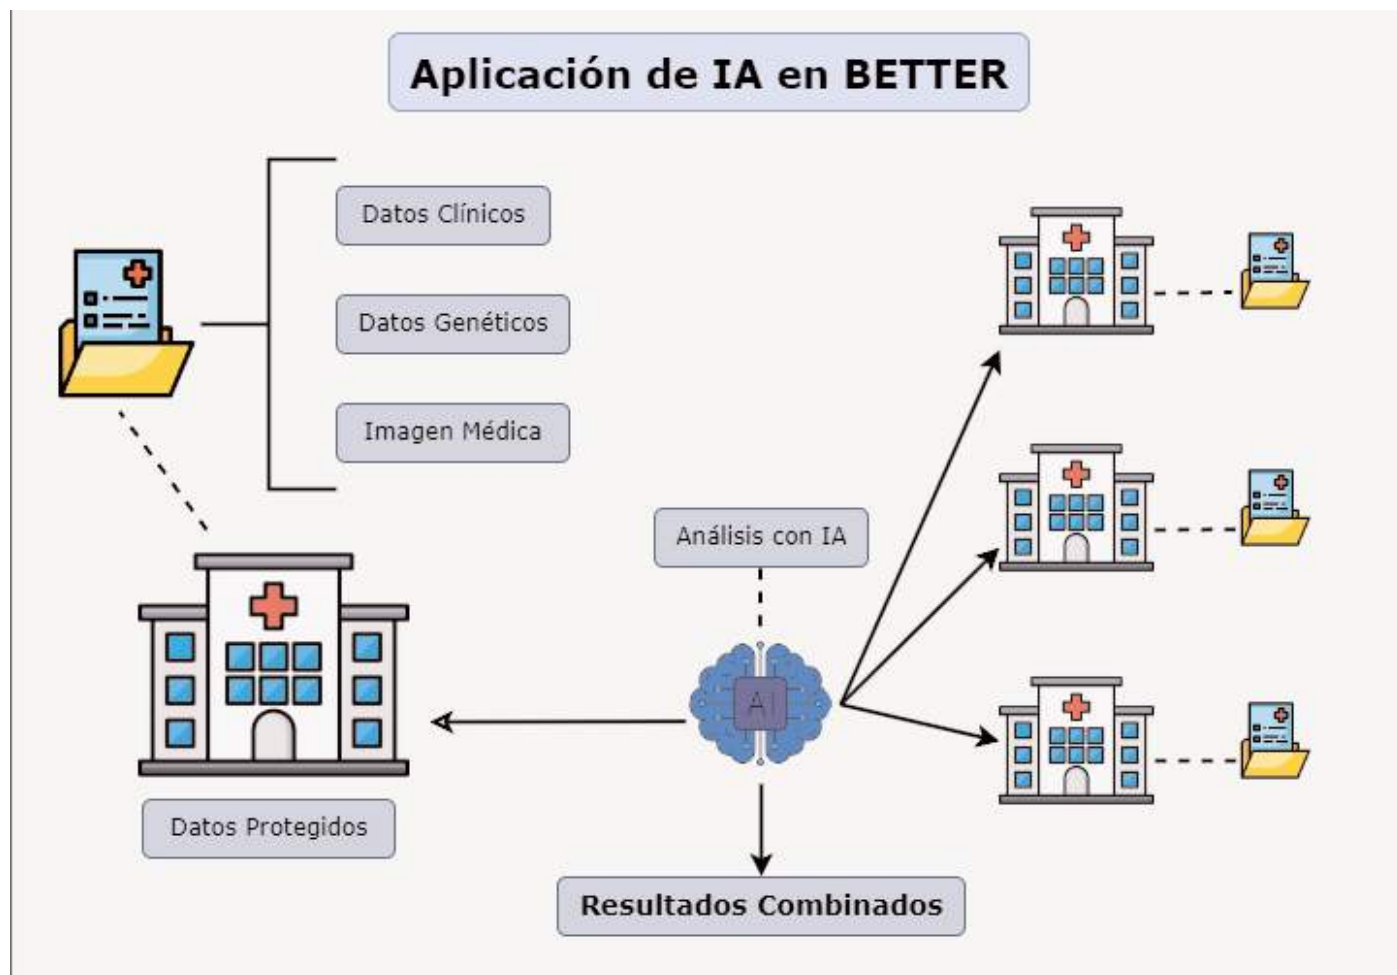 Aplicación de IA en BETTER
Datos Clínicos
Datos Genéticos
Imagen Médica
Análisis con IA
AI
Datos Protegidos
Resultados Combinados